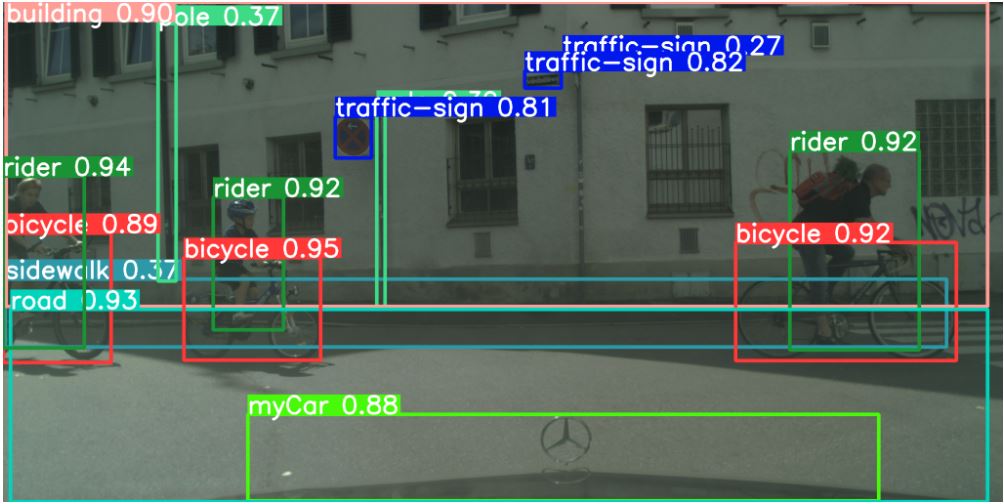 building 0.90
pole 0.37
traffic-sign 0.27
traffic-sign 0.82
traffic-sign 0.81
rider 0.94
rider 0.92
rider 0.92
bicycle 0.89
bicycle 0.95
bicycle 0.92
sidewalk 0.37
road 0.93
myCar 0.88